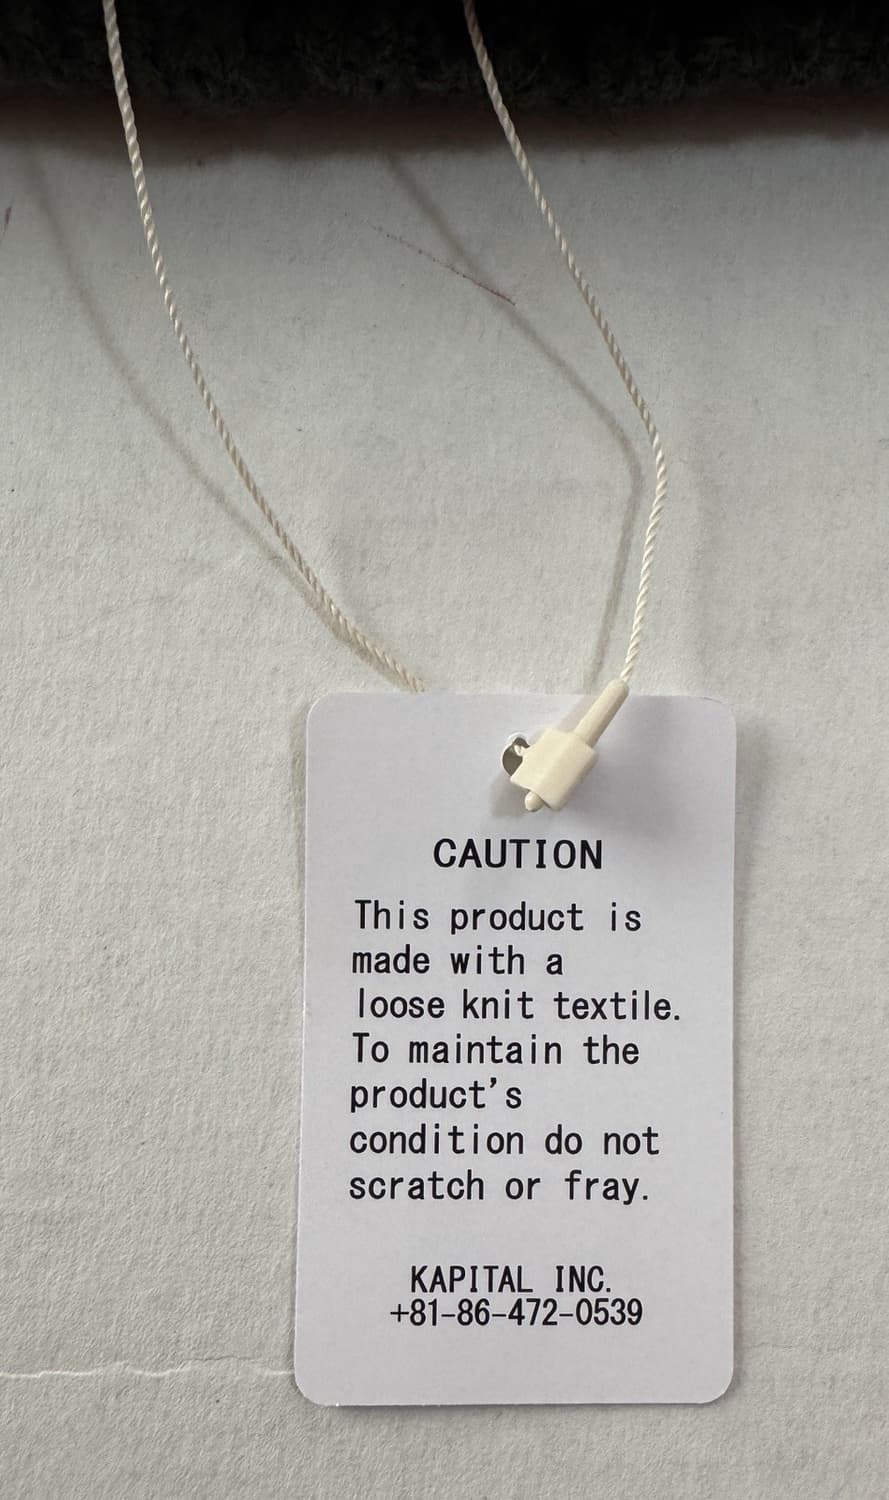 CAUTION
This product is
made with a
loose knit textile.
To maintain the
product's
condition do not
scratch or fray.
KAPITAL INC.
+81-86-472-0539